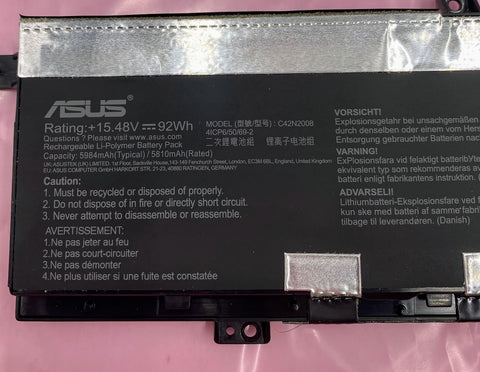 ASUS
Rating:+15.48V⎓92Wh
Questions ? Please visit www.asus.com
Rechargeable Li-Polymer Battery Pack
Capacity: 5984mAh(Typical) / 5810mAh(Rated)
MODEL (型號/型号) : C42N2008
4ICP6/50/69-2
二次鋰電池組 锂离子电池组
UK: ASUSTEK (UK) LIMITED. 1st Floor, Sackville House, 143-149 Fenchurch Street, London, EC3M 6BL, England, United Kingdom
EU: ASUS COMPUTER GmbH HARKORT STR. 21-23, 40880 RATINGEN, GERMANY
Caution:
1. Must be recycled or disposed of properly.
2. Do not dispose of in fire or directly short circuit.
3. Never attempt to disassemble or reassemble.
AVERTISSEMENT:
1.Ne pas jeter au feu
2.Ne pas court-circuiter
3.Ne pas démonter
4.Ne plus utiliser si une fuite est constatée
VORSICHT!
Explosionsgefahr bei unsachgemäßen
durch denselben oder einem vom Hers
Entsorgung gebrauchter Batterien nach
VARNING!
ExPlosionsfara vid felaktigt batteriby
ekvivalent typ som rekommenderas av
batteri enligt fabrikantens instruktion.
ADVARSEL!
Lithiumbatteri-Eksplosionsfare ved f
kun ske med batteri af samme fabrikat
tilbage til leverandøren. (Danish)